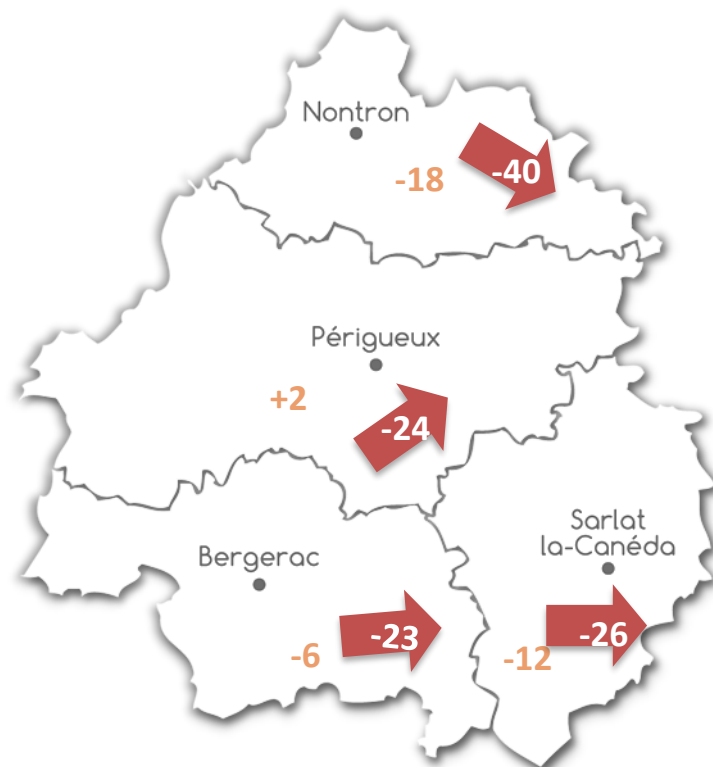 Nontron
-18
-40
Périgueux
+2
-24
Sarlat
la-Canéda
Bergerac
-6
-23
-12
-26